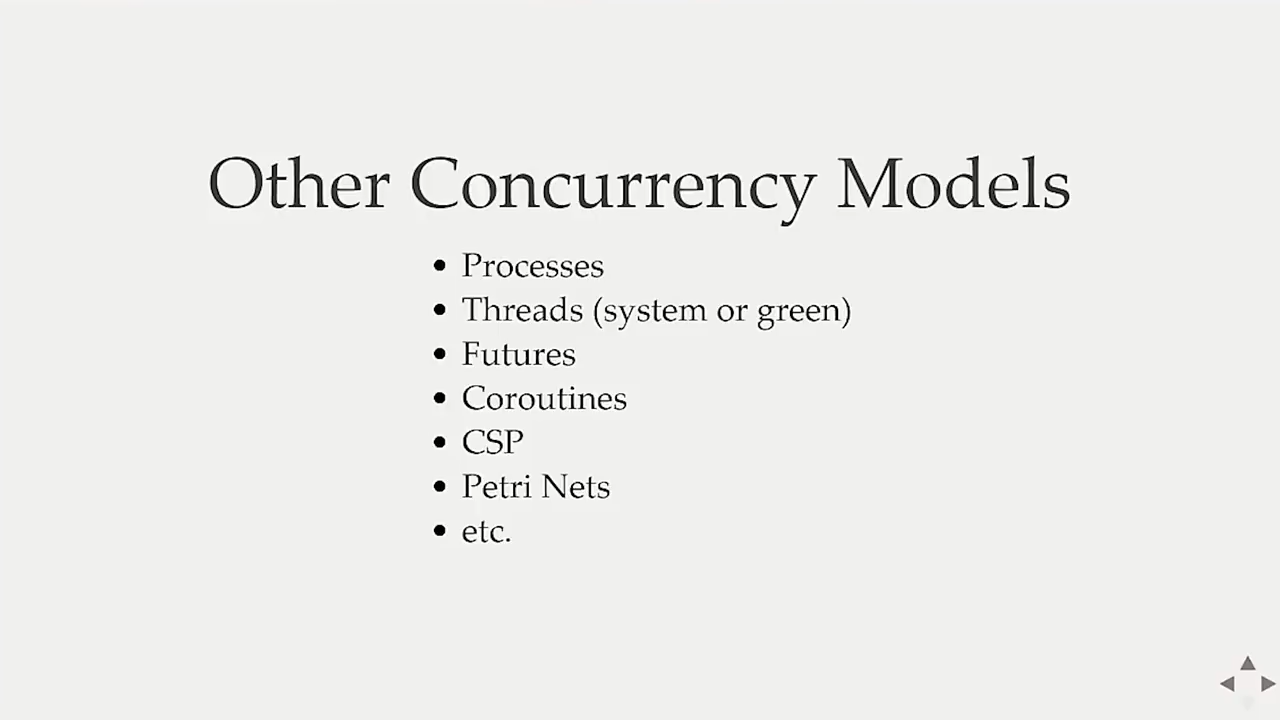 Other Concurrency Models
• Processes
• Threads (system or green)
• Futures
• Coroutines
• CSP
• Petri Nets
• etc.